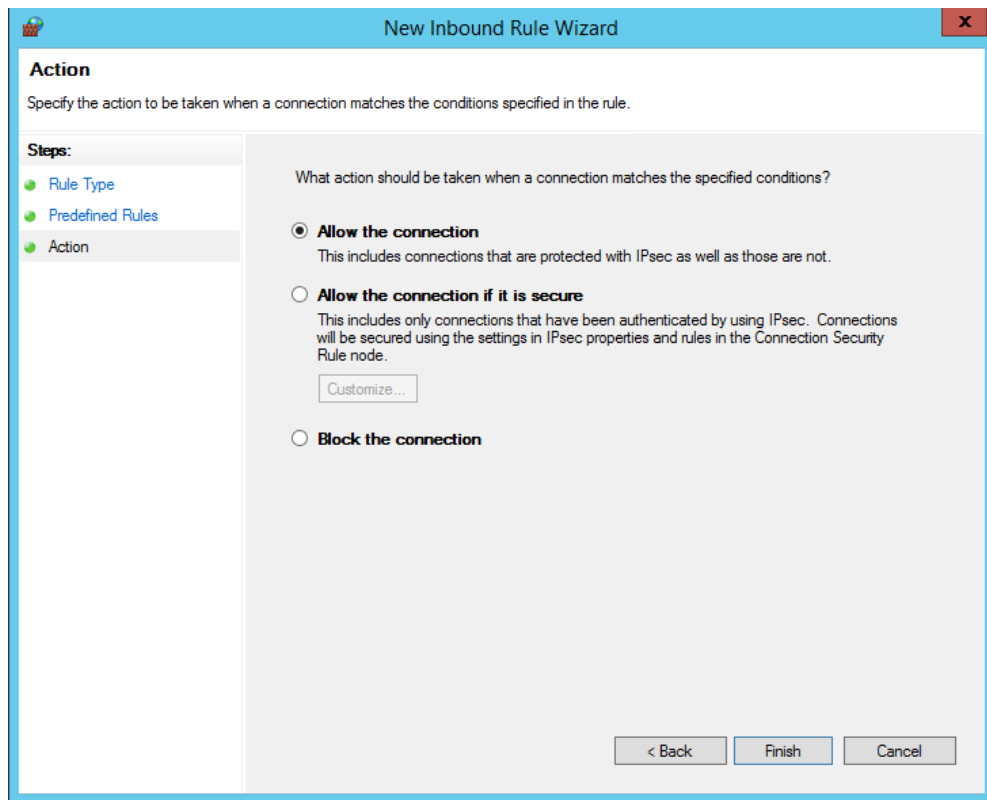 New Inbound Rule Wizard
x
Action
Specify the action to be taken when a connection matches the conditions specified in the rule.
Steps:
Rule Type
Predefined Rules
Action
What action should be taken when a connection matches the specified conditions?
Allow the connection
This includes connections that are protected with IPsec as well as those are not.
Allow the connection if it is secure
This includes only connections that have been authenticated by using IPsec. Connections
will be secured using the settings in IPsec properties and rules in the Connection Security
Rule node.
Customize...
Block the connection
< Back
Finish
Cancel